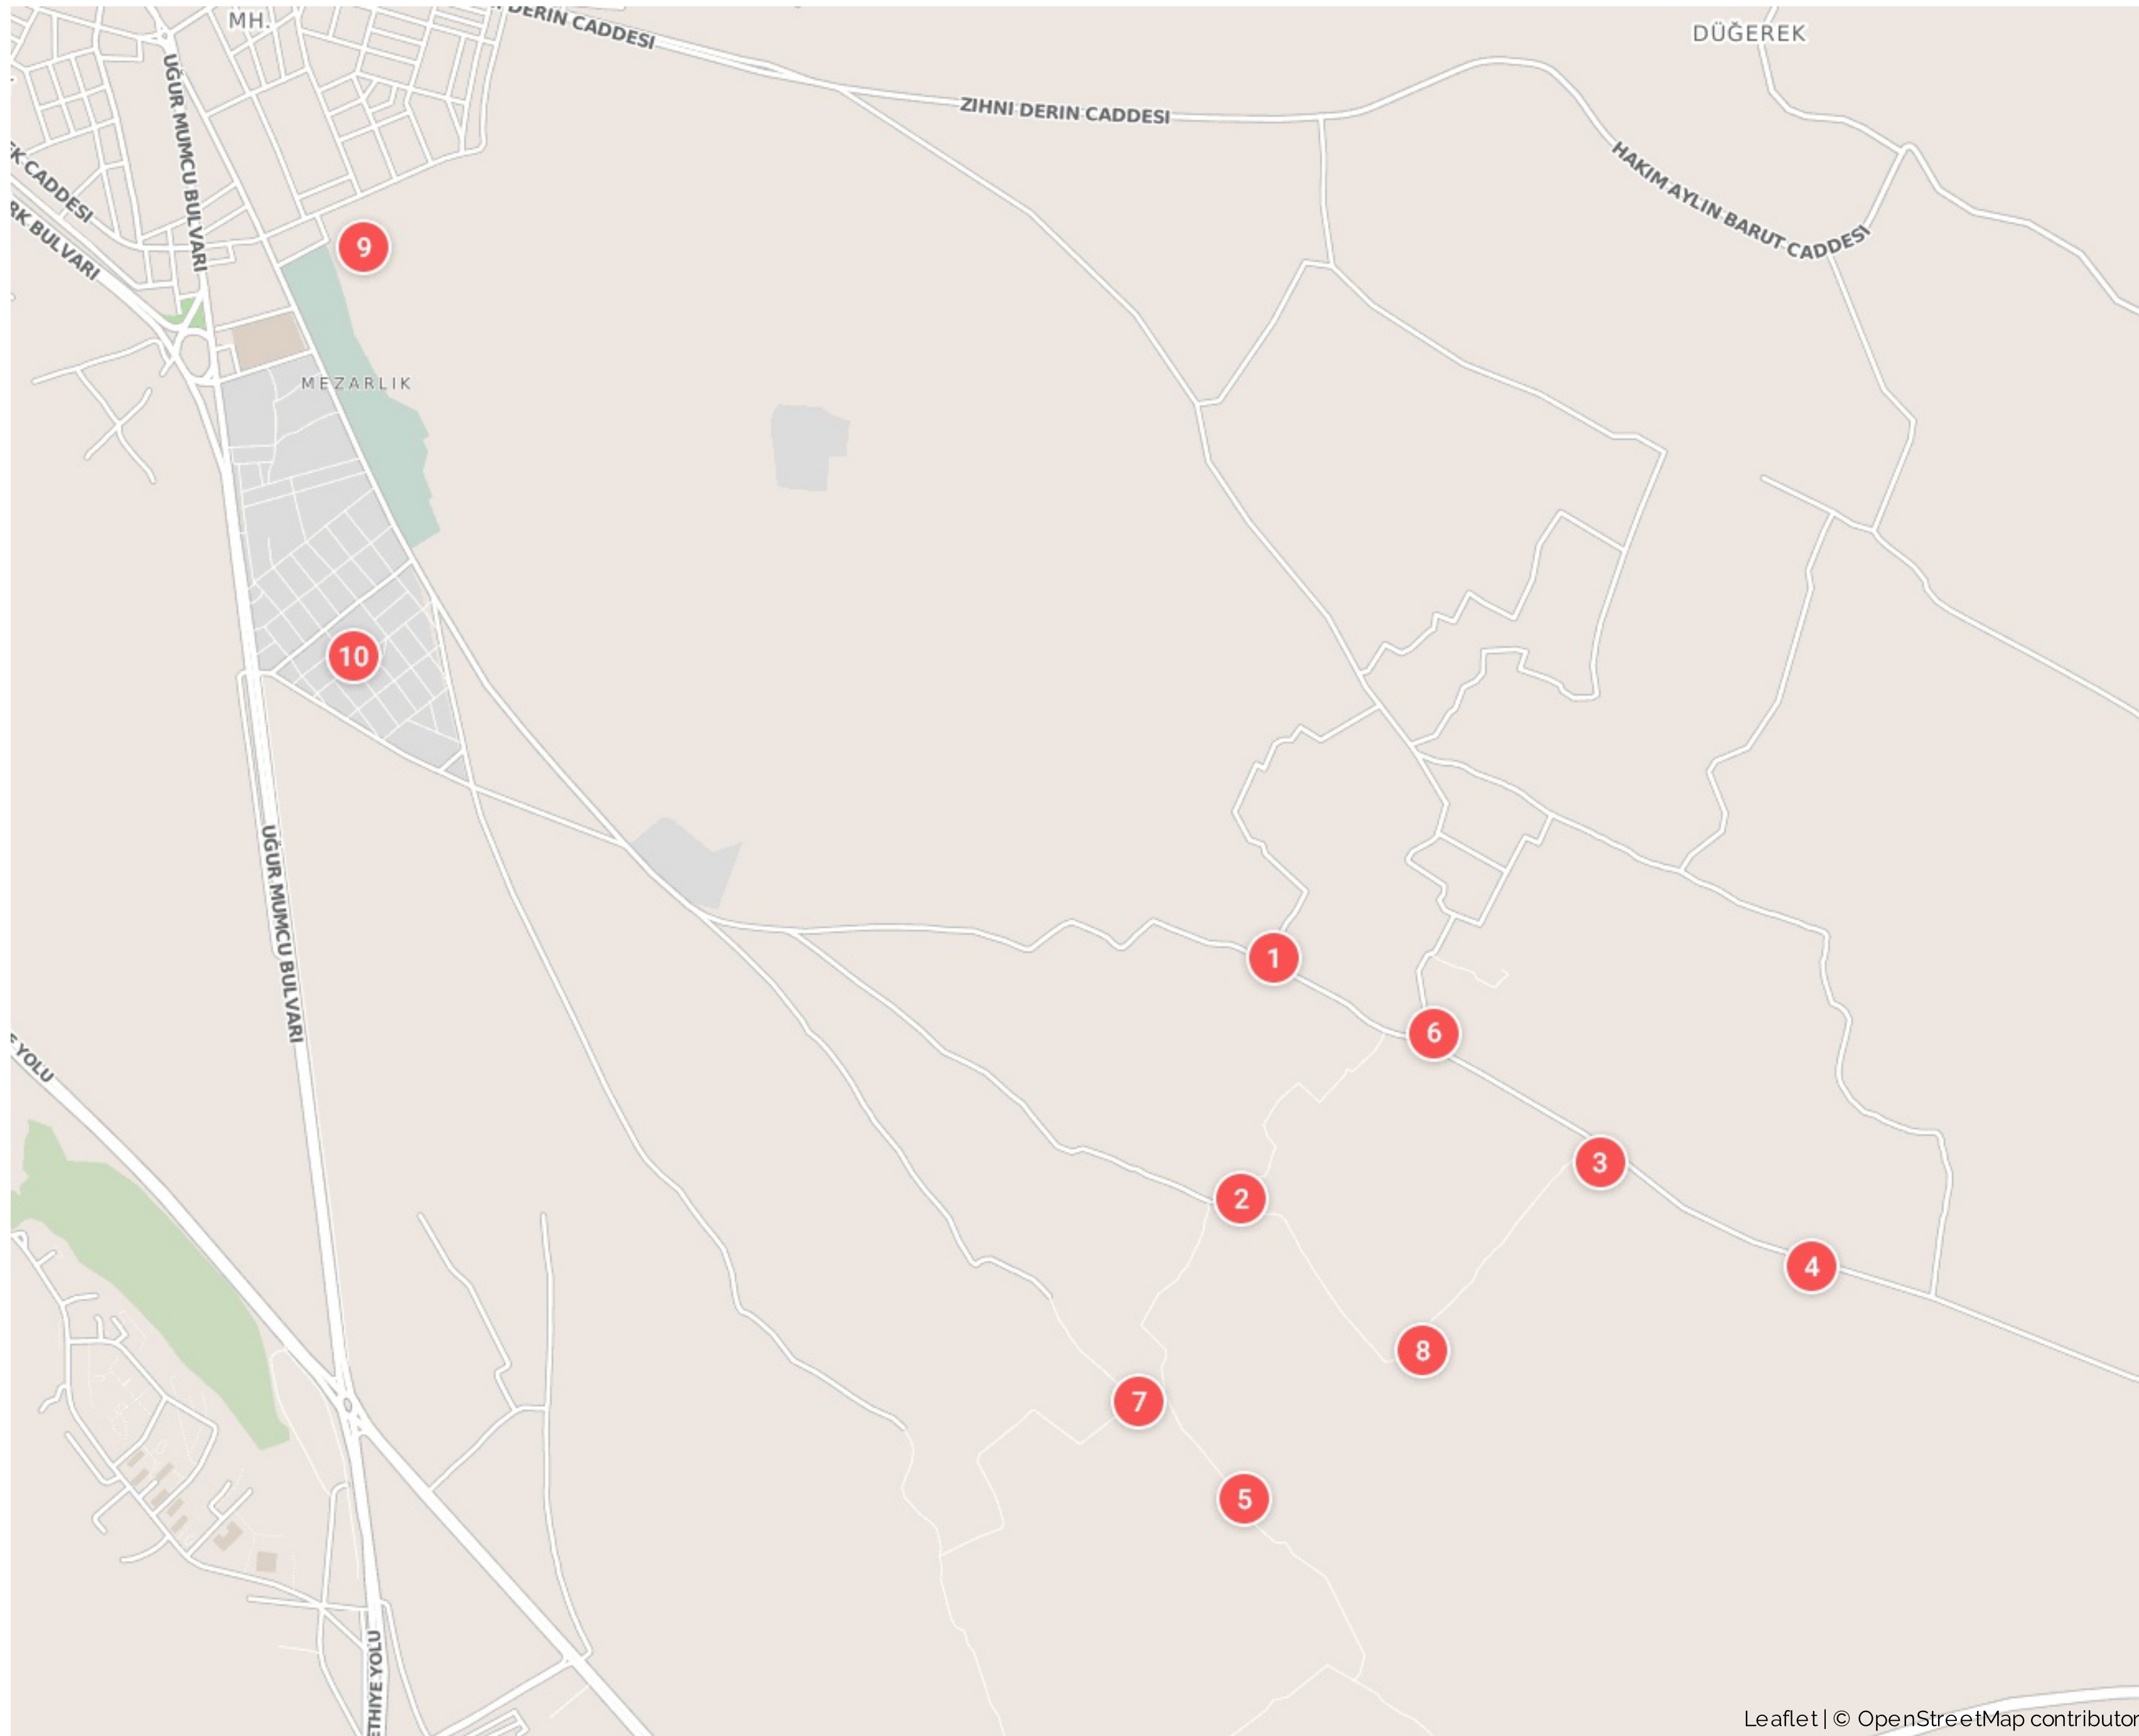 MH.
DERIN CADDESI
DÜĞEREK
ZIHNI DERIN CADDESI
UĞUR MUMCU BULVARI
HAKIM AYLIN BARUT CADDESI
CADDESI
BULVARI
9
MEZARLIK
10
UĞUR MUMCU BULVARI
1
6
YOLU
3
2
4
8
7
5
YOLU
Leaflet | © OpenStreetMap